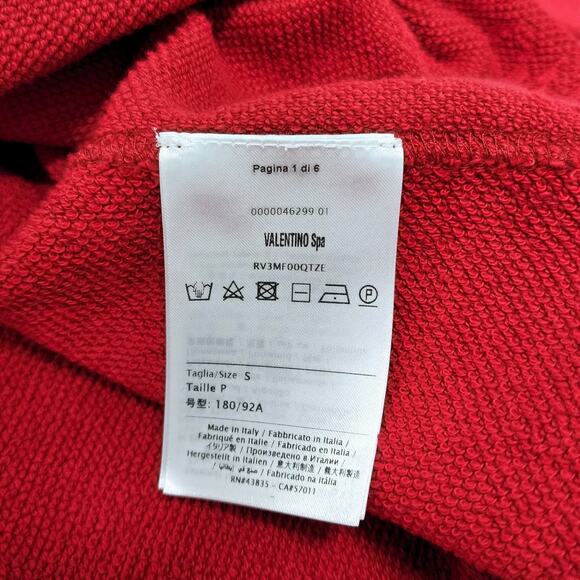 Pagina 1 di 6
0000046299 01
VALENTINO Spa
RV3MF00QTZE
Taglia/Size S
Taille P
号型: 180/92A
Made in Italy / Fabbricato in Italia /
Fabriqué en Italie / Fabricado en Italia
/ イタリア製 / Произведено в Италии /
Hergestellt in Italien / 意大利制造 / 義大利製造
/ صنع في إيطاليا / Fabricado na Itália
RN#43835 - CA#57011